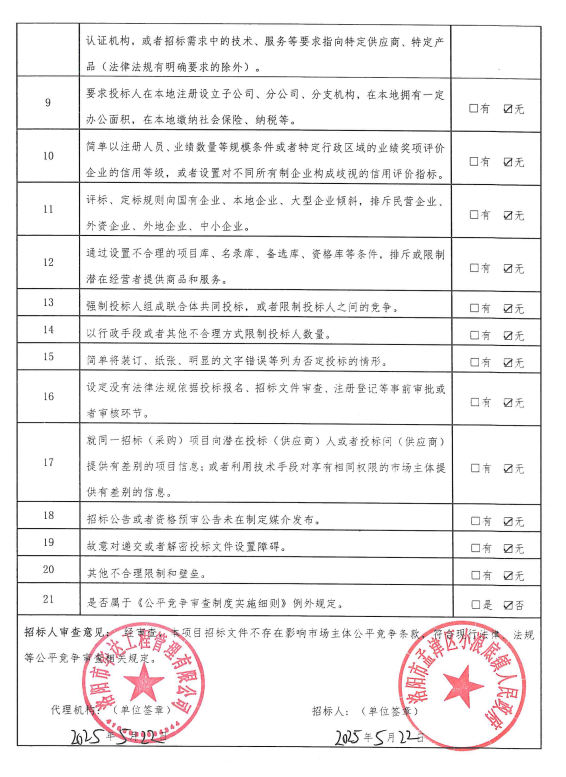 认证机构，或者招标需求中的技术、服务等要求指向特定供应商、特定产
品（法律法规有明确要求的除外）。
9
要求投标人在本地注册设立子公司、分公司、分支机构，在本地拥有一定
办公面积，在本地缴纳社会保险、纳税等。
□有 ☑无
10
简单以注册人员、业绩数量等规模条件或者特定行政区域的业绩奖项评价
企业的信用等级，或者设置对不同所有制企业构成歧视的信用评价指标。
□有 ☑无
11
评标、定标规则向国有企业、本地企业、大型企业倾斜，排斥民营企业、
外资企业、外地企业、中小企业。
□有 ☑无
12
通过设置不合理的项目库、名录库、备选库、资格库等条件，排斥或限制
潜在经营者提供商品和服务。
□有 ☑无
13 强制投标人组成联合体共同投标，或者限制投标人之间的竞争。 □有 ☑无
14 以行政手段或者其他不合理方式限制投标人数量。 □有 ☑无
15 简单将装订、纸张、明显的文字错误等列为否定投标的情形。 □有 ☑无
16
设定没有法律法规依据投标报名、招标文件审查、注册登记等事前审批或
者审核环节。
□有 ☑无
17
就同一招标（采购）项目向潜在投标（供应商）人或者投标问（供应商）
提供有差别的项目信息；或者利用技术手段对享有相同权限的市场主体提
供有差别的信息。
□有 ☑无
18 招标公告或者资格预审公告未在制定媒介发布。 □有 ☑无
19 故意对递交或者解密投标文件设置障碍。 □有 ☑无
20 其他不合理限制和壁垒。 □有 ☑无
21 是否属于《公平竞争审查制度实施细则》例外规定。 □是 ☑否
招标人审查意见：经审查，本项目招标文件不存在影响市场主体公平竞争条款，符合现行法律、法规
等公平竞争审查相关规定。
代理机构：（单位签章） 招标人：（单位签章）
2025年5月22日 2025年5月22日
洛阳市孟津区小浪底镇人民政府